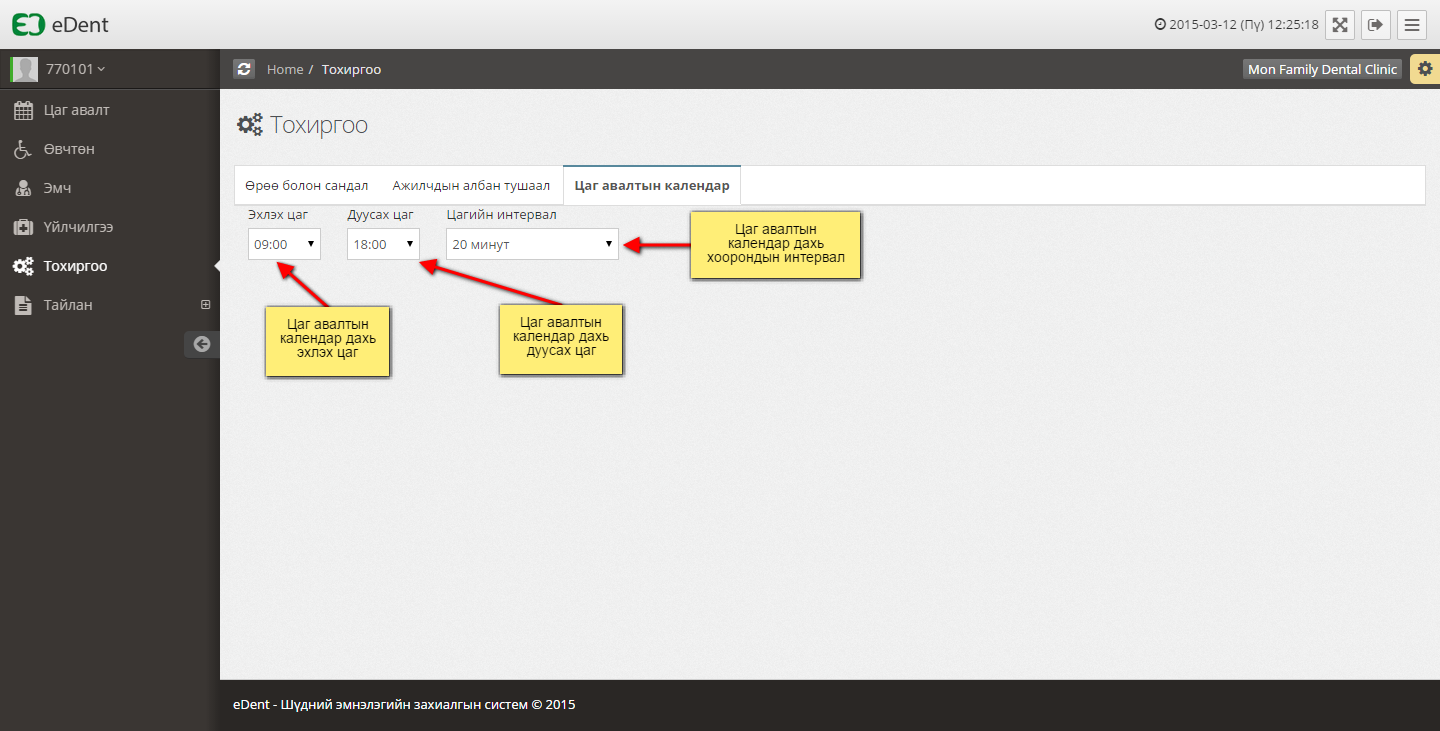 eDent
2015-03-12 (Пү) 12:25:18
770101
Home / Тохиргоо
Mon Family Dental Clinic
Цаг авалт
Өвчтөн
Эмч
Үйлчилгээ
Тохиргоо
Тайлан
Тохиргоо
Өрөө болон сандал
Ажилчдын албан тушаал
Цаг авалтын календар
Эхлэх цаг
Дуусах цаг
Цагийн интервал
09:00
18:00
20 минут
Цаг авалтын
календар дахь
хоорондын интервал
Цаг авалтын
календар дахь
эхлэх цаг
Цаг авалтын
календар дахь
дуусах цаг
eDent - Шүдний эмнэлэгийн захиалгын систем © 2015